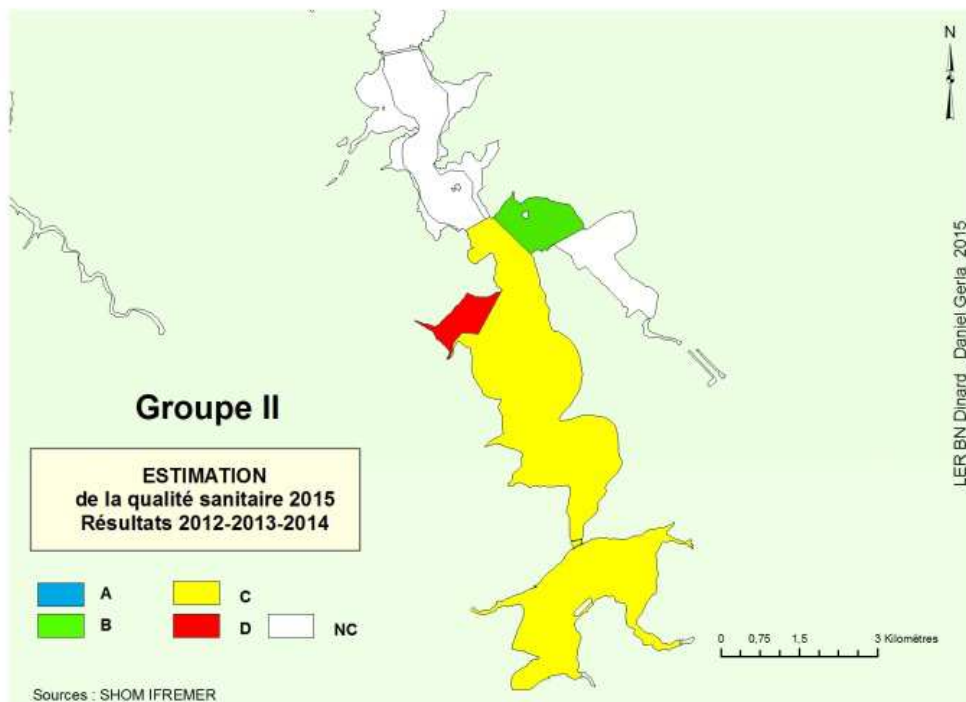 N
LER BN Dinard Daniel Gerla 2015
Groupe II
ESTIMATION
de la qualité sanitaire 2015
Résultats 2012-2013-2014
A
C
B
D
NC
0 0,75 1,5 3 Kilomètres
Sources : SHOM IFREMER